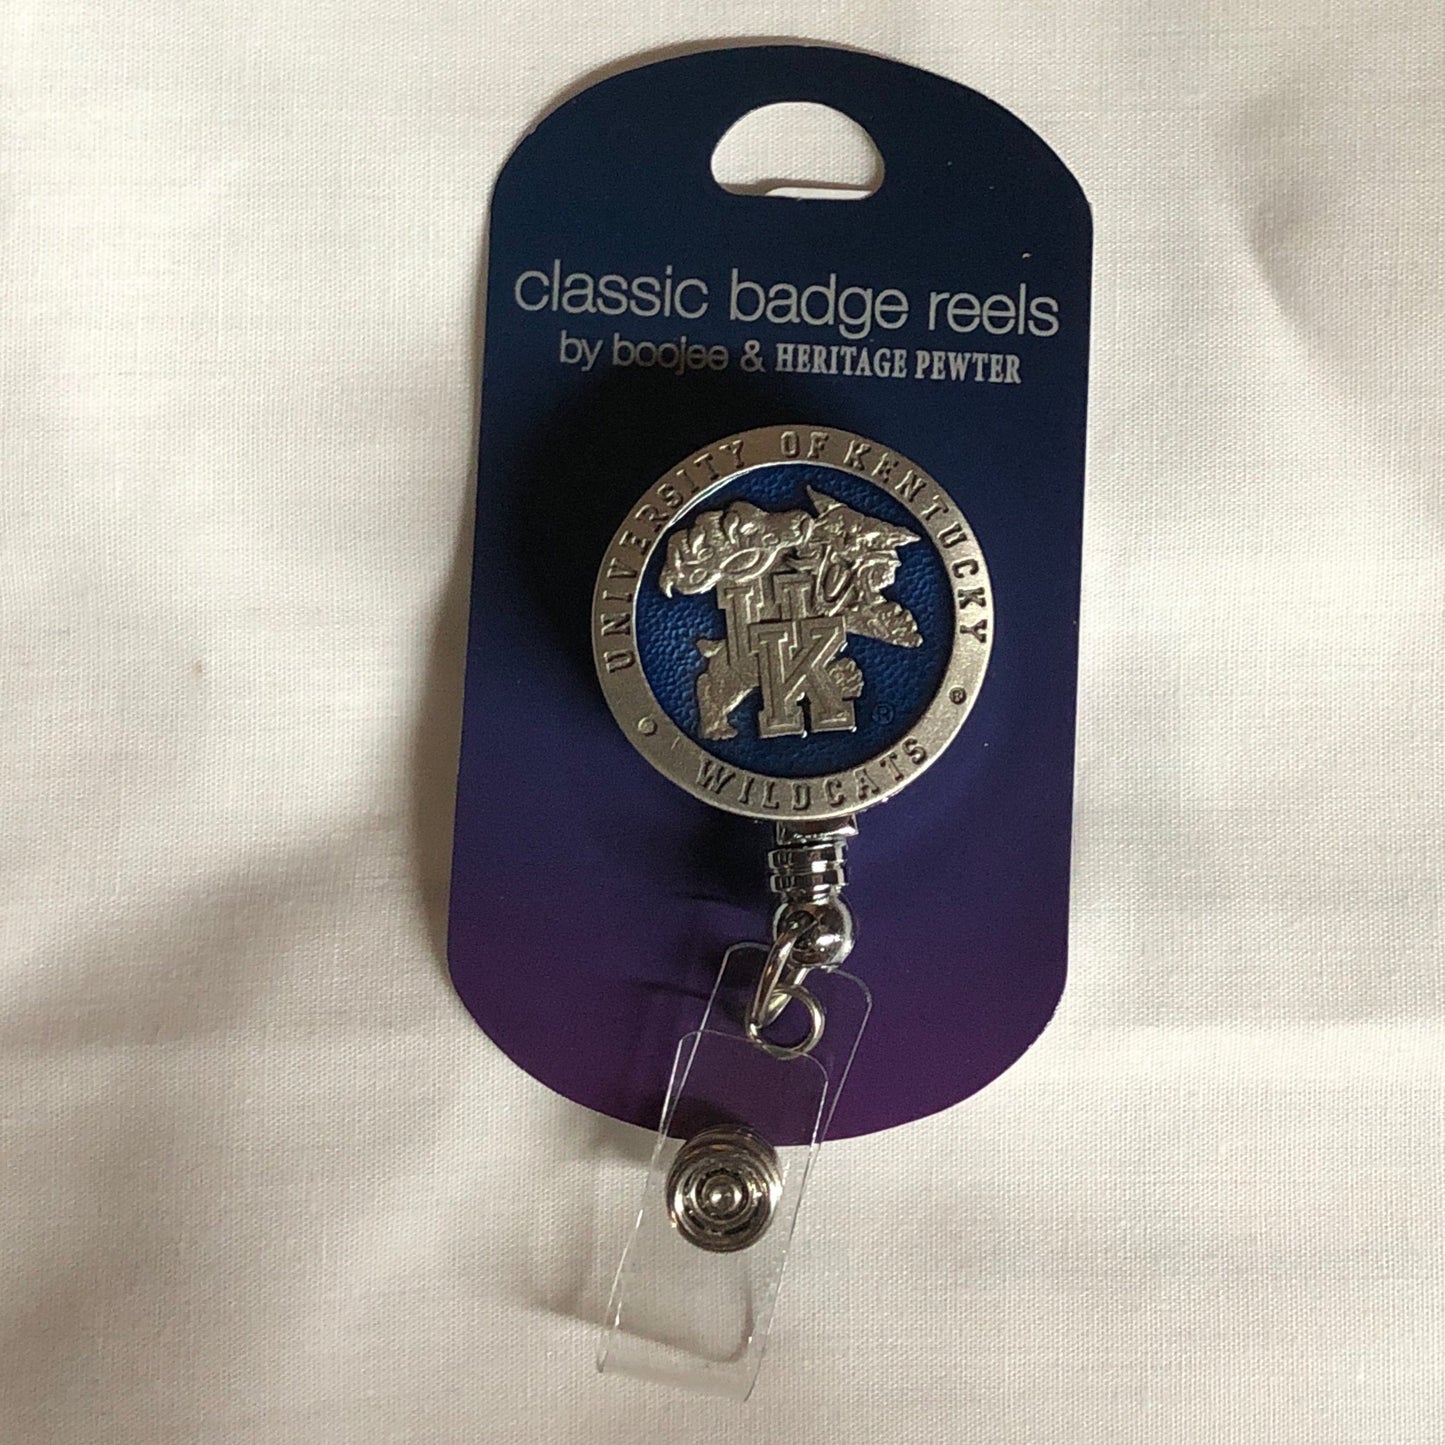 classic badge reels
by boojee & HERITAGE PEWTER
UNIVERSITY OF KENTUCKY
UK
®
® WILDCATS ®